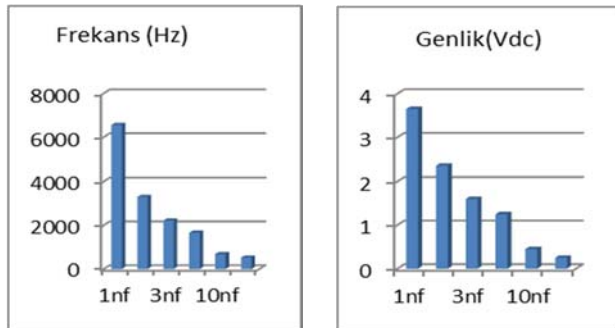 Frekans (Hz)
8000
6000
4000
2000
0
1nf 3nf 10nf
Genlik(Vdc)
4
3
2
1
0
1nf 3nf 10nf